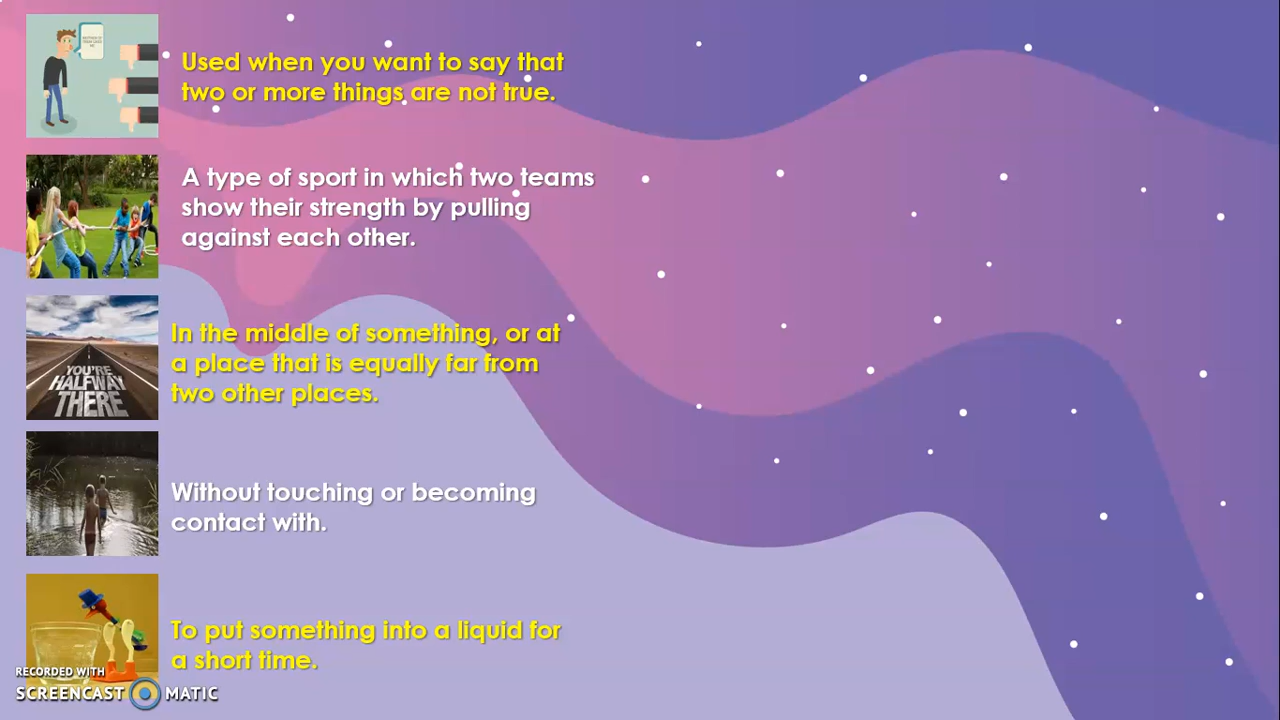 Used when you want to say that
two or more things are not true.
A type of sport in which two teams
show their strength by pulling
against each other.
YOU'RE
HALFWAY
THERE
In the middle of something, or at
a place that is equally far from
two other places.
Without touching or becoming
contact with.
To put something into a liquid for
a short time.
RECORDED WITH
SCREENCAST MATIC